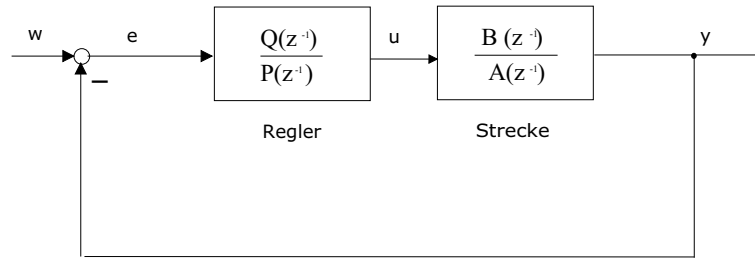 w
e
Q(z⁻¹)
P(z⁻¹)
u
B (z⁻¹)
A(z⁻¹)
y
−
Regler
Strecke